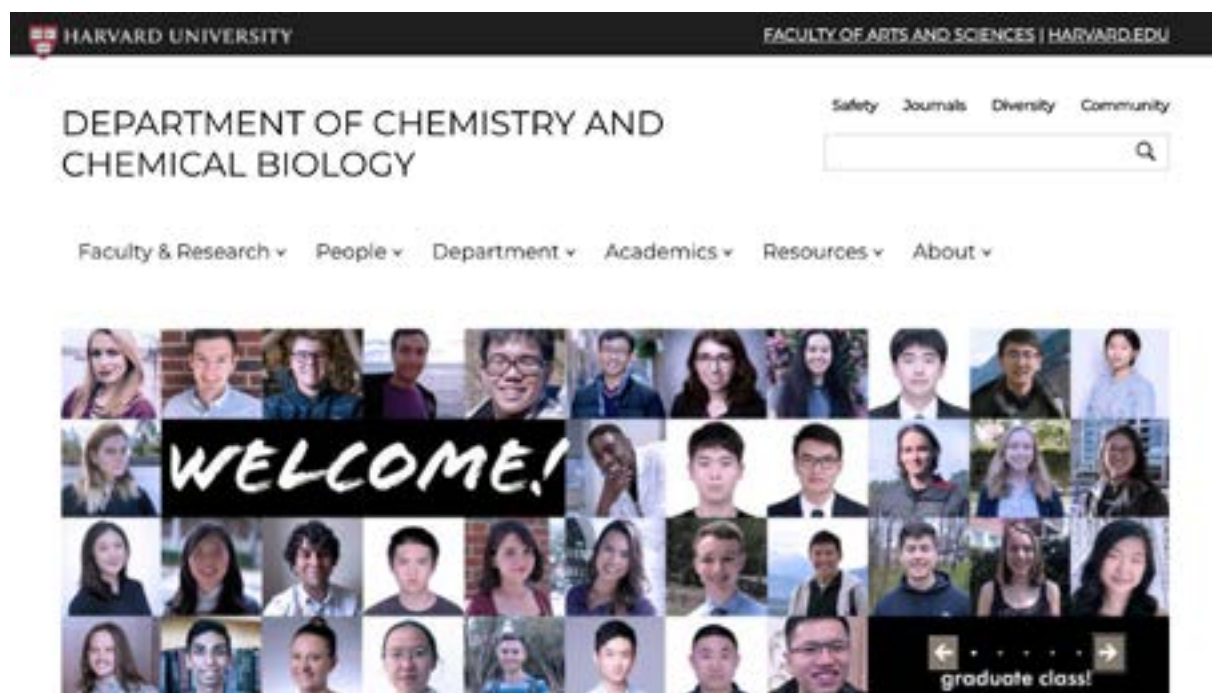 HARVARD UNIVERSITY
FACULTY OF ARTS AND SCIENCES | HARVARD.EDU
Safety Journals Diversity Community
DEPARTMENT OF CHEMISTRY AND
CHEMICAL BIOLOGY
Faculty & Research People Department Academics Resources About
WELCOME!
graduate class!